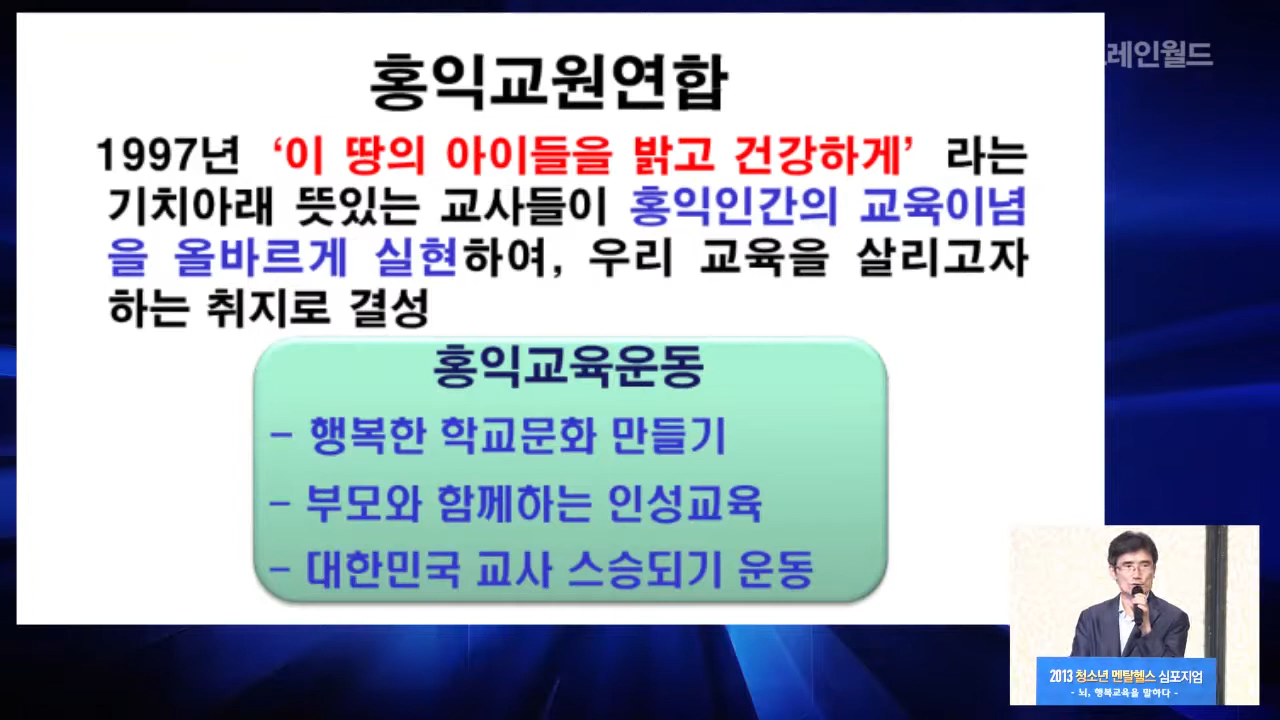 홍익교원연합
레인월드
1997년 ‘이 땅의 아이들을 밝고 건강하게’ 라는
기치아래 뜻있는 교사들이 홍익인간의 교육이념
을 올바르게 실현하여, 우리 교육을 살리고자
하는 취지로 결성
홍익교육운동
- 행복한 학교문화 만들기
- 부모와 함께하는 인성교육
- 대한민국 교사 스승되기 운동
2013 청소년 멘탈헬스 심포지엄
- 뇌, 행복교육을 말하다 -